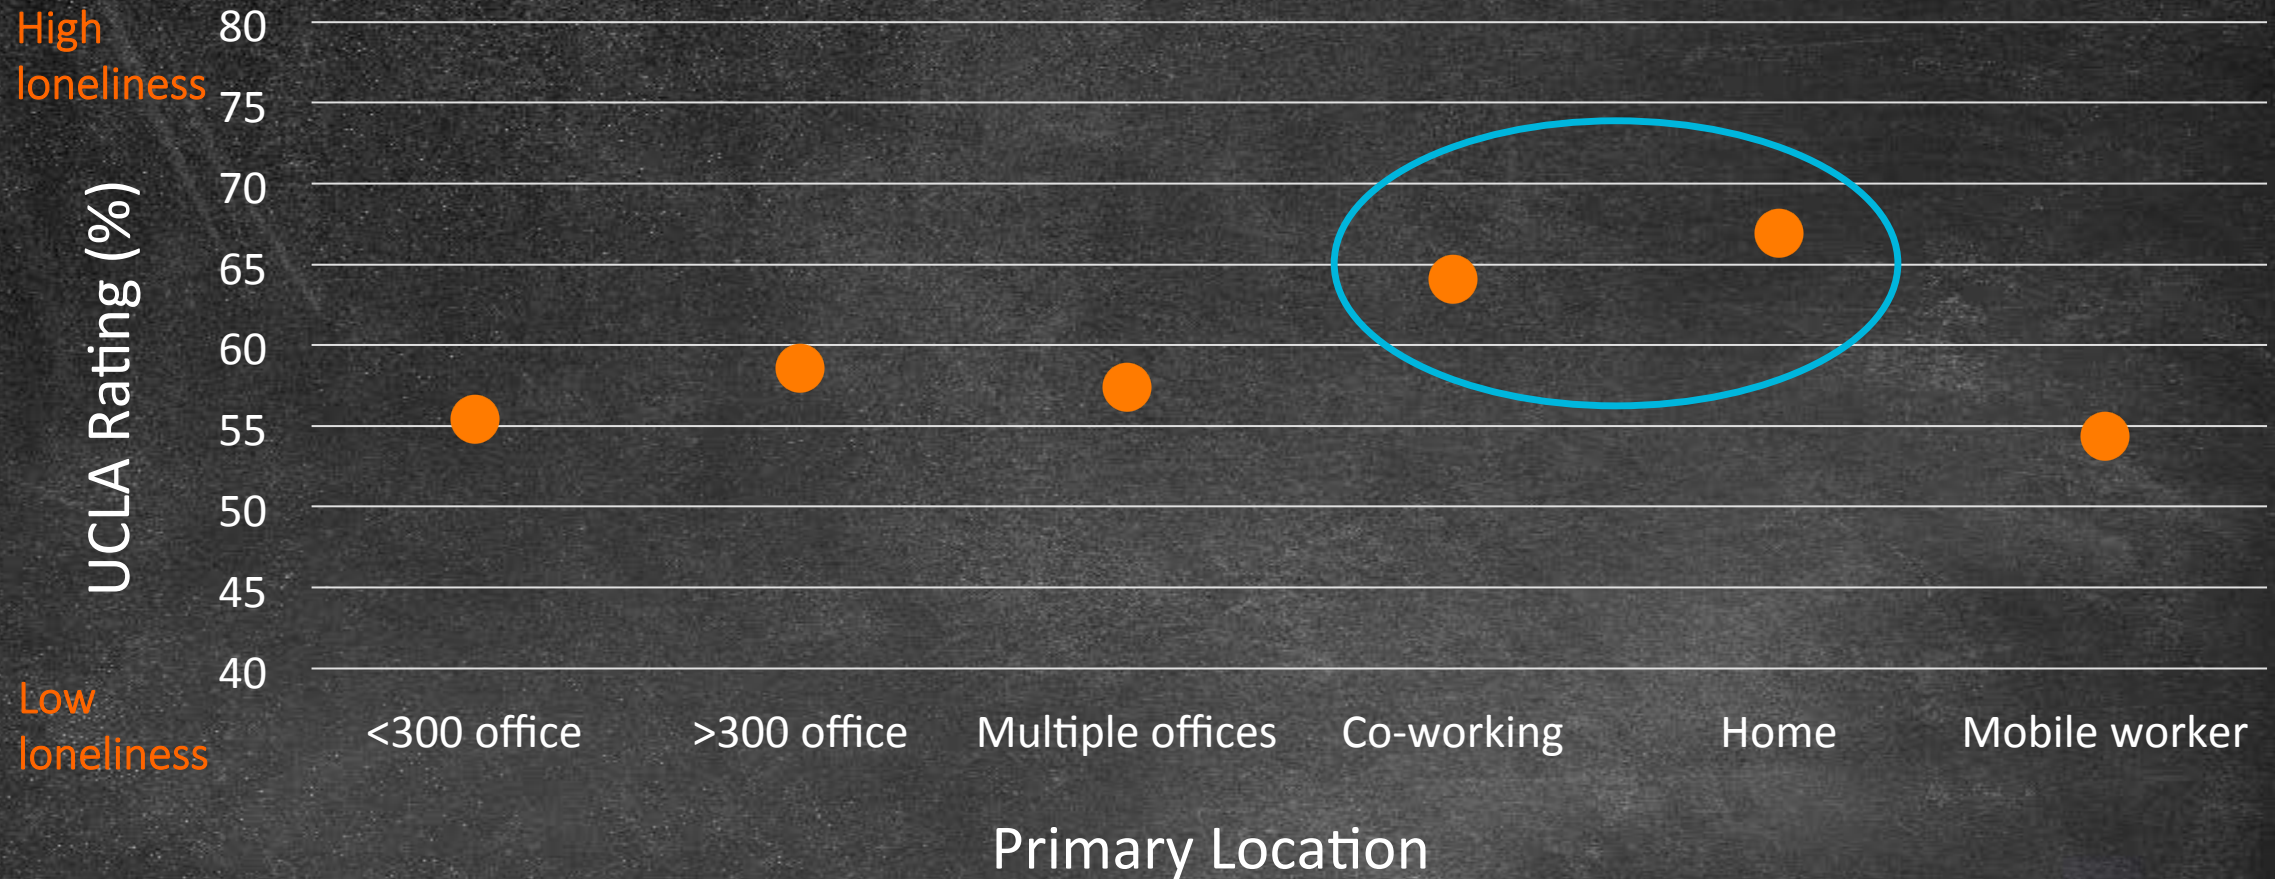 High
loneliness
80
75
70
65
60
55
50
45
40
UCLA Rating (%)
Low
loneliness
<300 office
>300 office
Multiple offices
Co-working
Home
Mobile worker
Primary Location